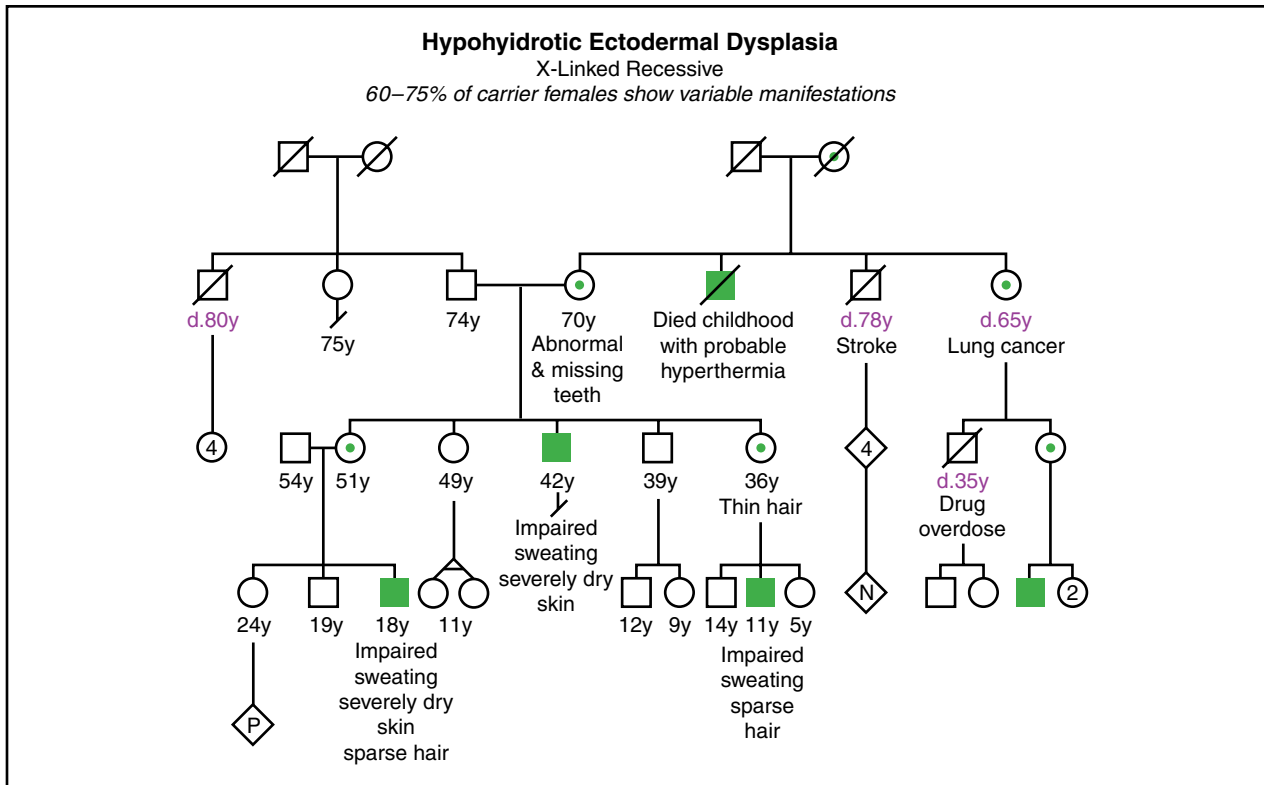 Hypohyidrotic Ectodermal Dysplasia
X-Linked Recessive
60–75% of carrier females show variable manifestations
d.80y
75y
74y
70y
Abnormal
& missing
teeth
Died childhood
with probable
hyperthermia
d.78y
Stroke
d.65y
Lung cancer
4
54y
51y
49y
42y
Impaired
sweating
severely dry
skin
39y
36y
Thin hair
4
d.35y
Drug
overdose
24y
19y
18y
Impaired
sweating
severely dry
skin
sparse hair
11y
12y
9y
14y
11y
Impaired
sweating
sparse
hair
5y
N
2
P